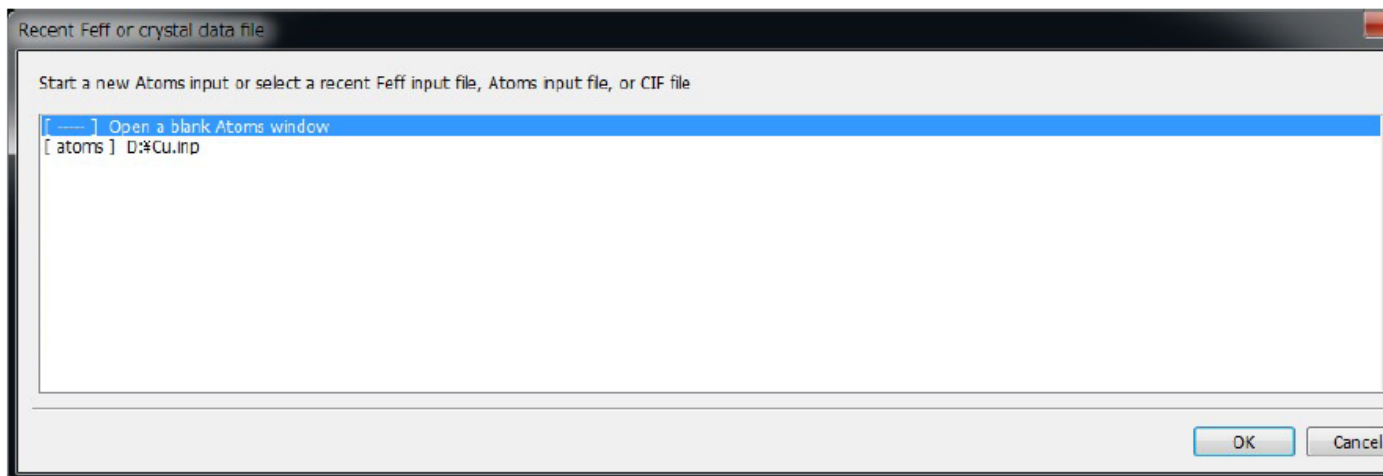 Recent Feff or crystal data file
Start a new Atoms input or select a recent Feff input file, Atoms input file, or CIF file
[ ---- ] Open a blank Atoms window
[ atoms ] D:¥Cu.inp
OK Cancel